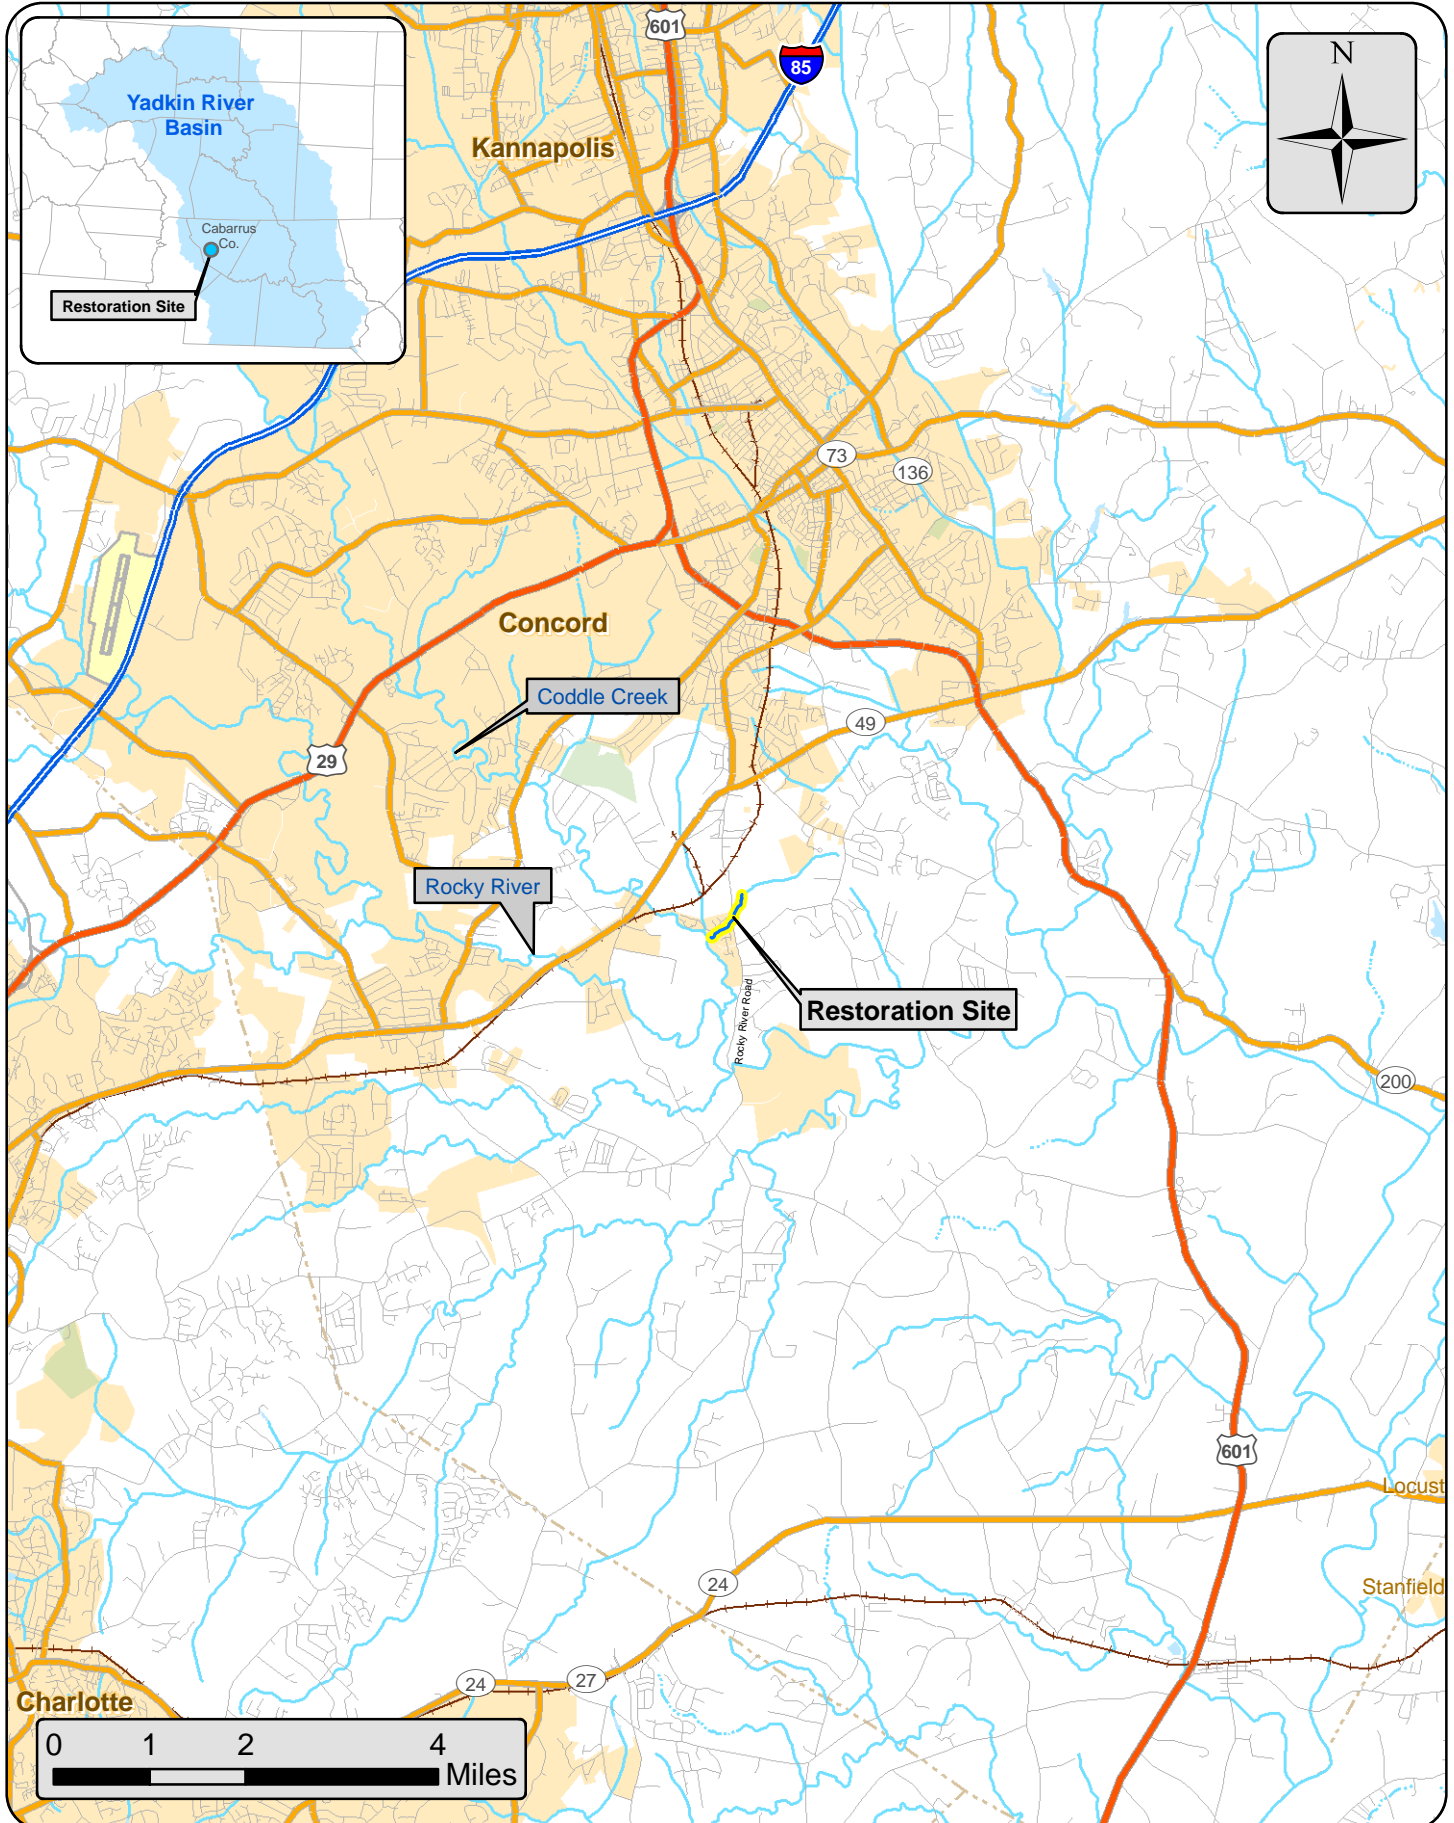 601
85
N
Yadkin River
Basin
Kannapolis
Cabarrus
Co.
Restoration Site
73
136
Concord
Coddle Creek
49
29
Rocky River
Restoration Site
Rocky River Road
200
601
Locust
24
Stanfield
24
27
Charlotte
0 1 2 4
Miles